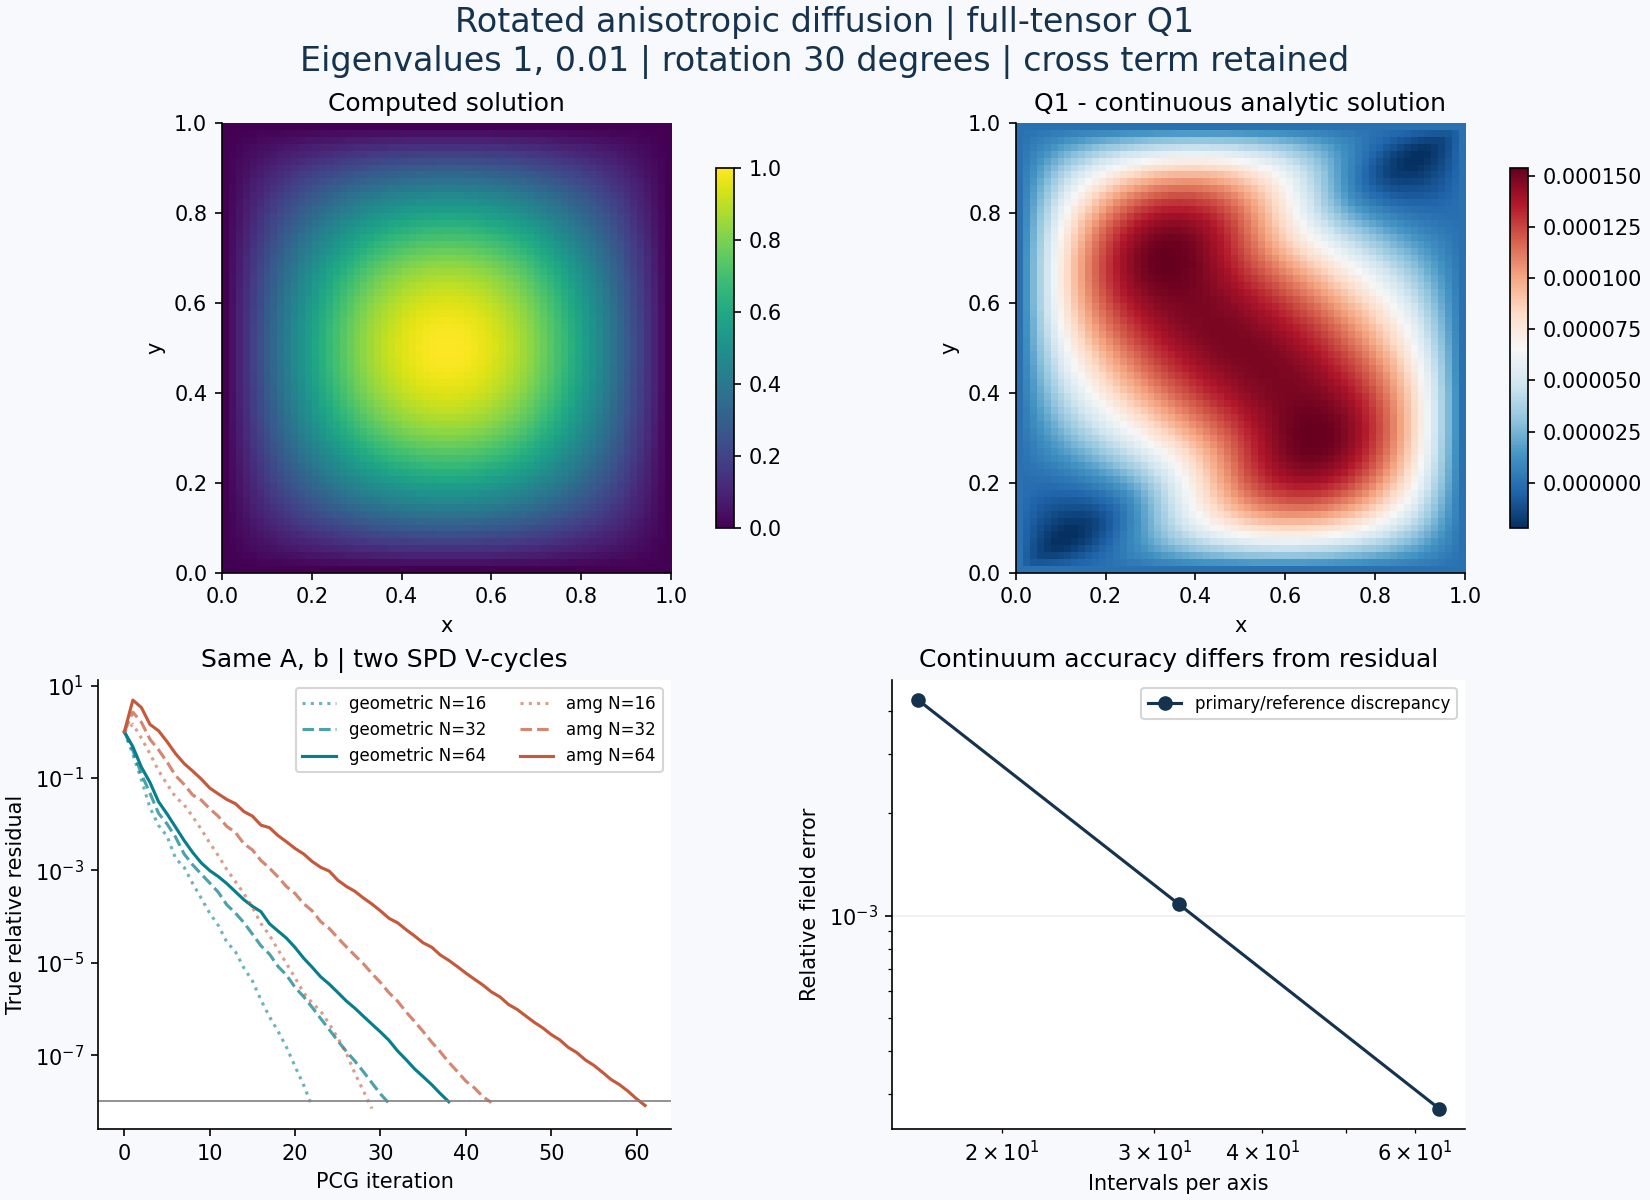 Rotated anisotropic diffusion | full-tensor Q1
Eigenvalues 1, 0.01 | rotation 30 degrees | cross term retained
Computed solution
1.0
0.8
0.6
0.4
0.2
0.0
y
0.0 0.2 0.4 0.6 0.8 1.0
x
1.0
0.8
0.6
0.4
0.2
0.0
Q1 - continuous analytic solution
1.0
0.8
0.6
0.4
0.2
0.0
y
0.0 0.2 0.4 0.6 0.8 1.0
x
0.000150
0.000125
0.000100
0.000075
0.000050
0.000025
0.000000
Same A, b | two SPD V-cycles
10^1
10^-1
10^-3
10^-5
10^-7
True relative residual
geometric N=16
geometric N=32
geometric N=64
amg N=16
amg N=32
amg N=64
0 10 20 30 40 50 60
PCG iteration
Continuum accuracy differs from residual
primary/reference discrepancy
10^-3
Relative field error
2×10^1 3×10^1 4×10^1 6×10^1
Intervals per axis